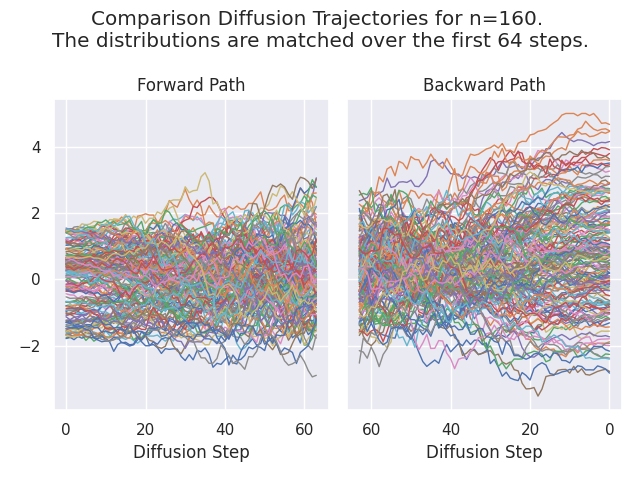 Comparison Diffusion Trajectories for n=160.
The distributions are matched over the first 64 steps.
Forward Path
Backward Path
4
2
0
−2
0
20
40
60
60
40
20
0
Diffusion Step
Diffusion Step